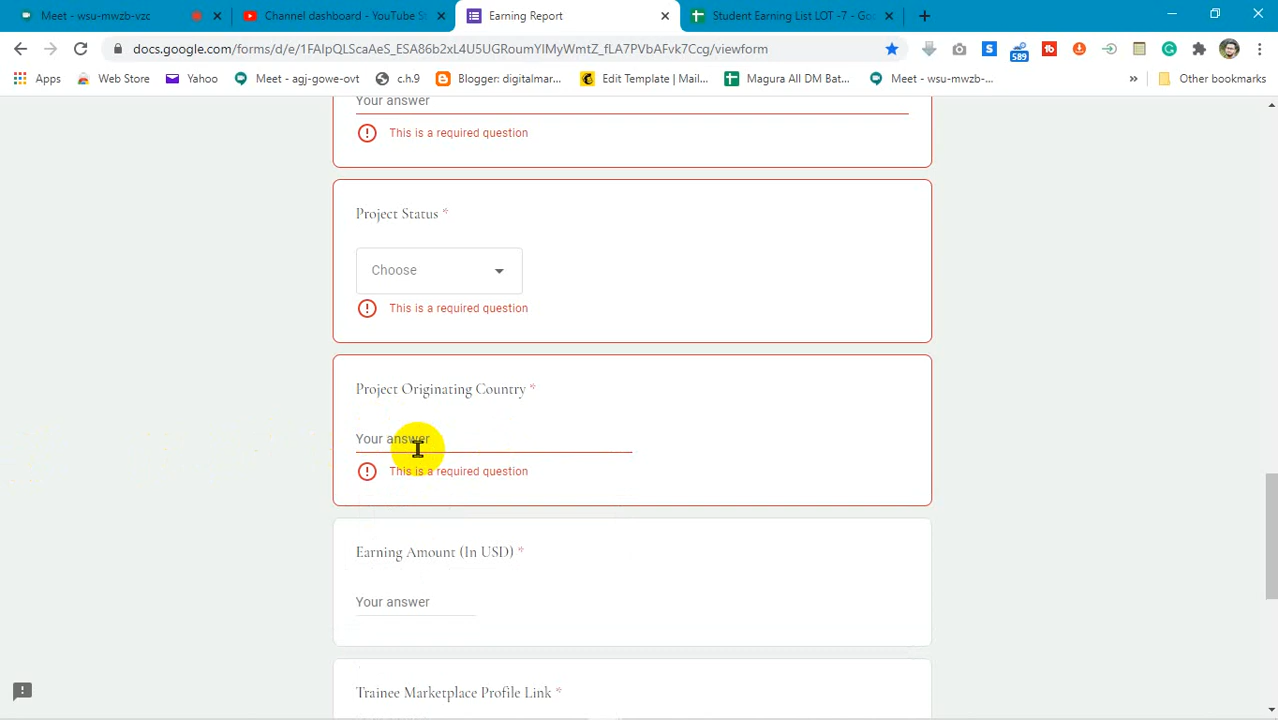 Meet - wsu-mwzb-vzc
Channel dashboard - YouTube St
Earning Report
Student Earning List LOT -7 - Goo
docs.google.com/forms/d/e/1FAIpQLScaAeS_ESA86b2xL4U5UGRoumYlMyWmtZ_fLA7PVbAFvk7Ccg/viewform
589
Apps
Web Store
Yahoo
Meet - agj-gowe-ovt
c.h.9
Blogger: digitalmar...
Edit Template | Mail...
Magura All DM Bat...
Meet - wsu-mwzb-...
Other bookmarks
Your answer
This is a required question
Project Status *
Choose
This is a required question
Project Originating Country *
Your answer
This is a required question
Earning Amount (In USD) *
Your answer
Trainee Marketplace Profile Link *